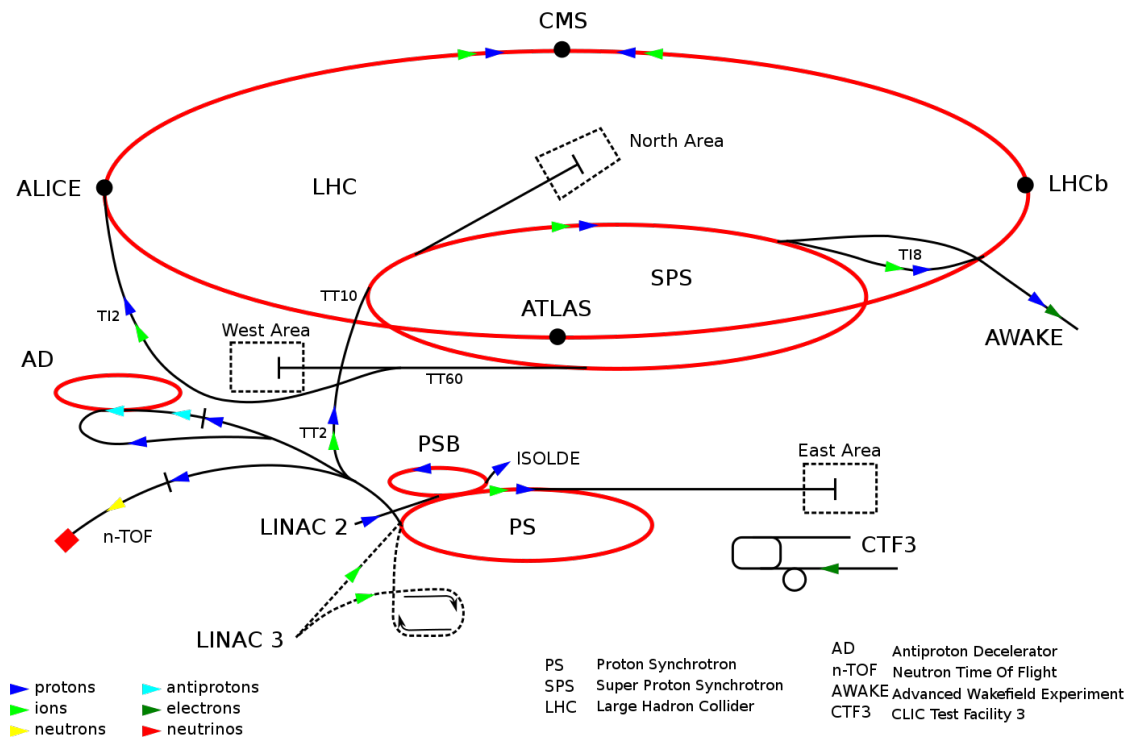 CMS
North Area
ALICE
LHC
LHCb
TI8
SPS
TT10
ATLAS
TI2
West Area
AWAKE
AD
TT60
TT2
PSB
ISOLDE
East Area
LINAC 2
PS
n-TOF
CTF3
LINAC 3
protons
ions
neutrons
antiprotons
electrons
neutrinos
PS Proton Synchrotron
SPS Super Proton Synchrotron
LHC Large Hadron Collider
AD Antiproton Decelerator
n-TOF Neutron Time Of Flight
AWAKE Advanced Wakefield Experiment
CTF3 CLIC Test Facility 3